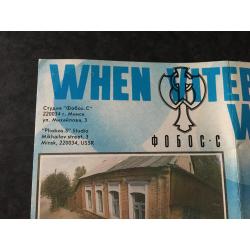 WHEN
Студия "Фобос.С"
220034 г. Минск
ул. Михайлова, 3
"Phobos.S" Studio
Mikhailov street, 3
Minsk, 220034, USSR
ФОБОС·С